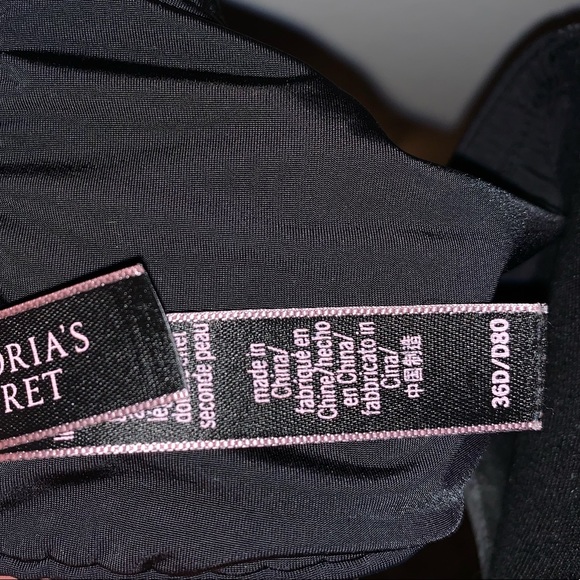 ORIA'S
RET
seconde peau
made in
China/
fabriqué en
Chine/hecho
en China/
fabbricato in
Cina/
中国制造
36D/D80